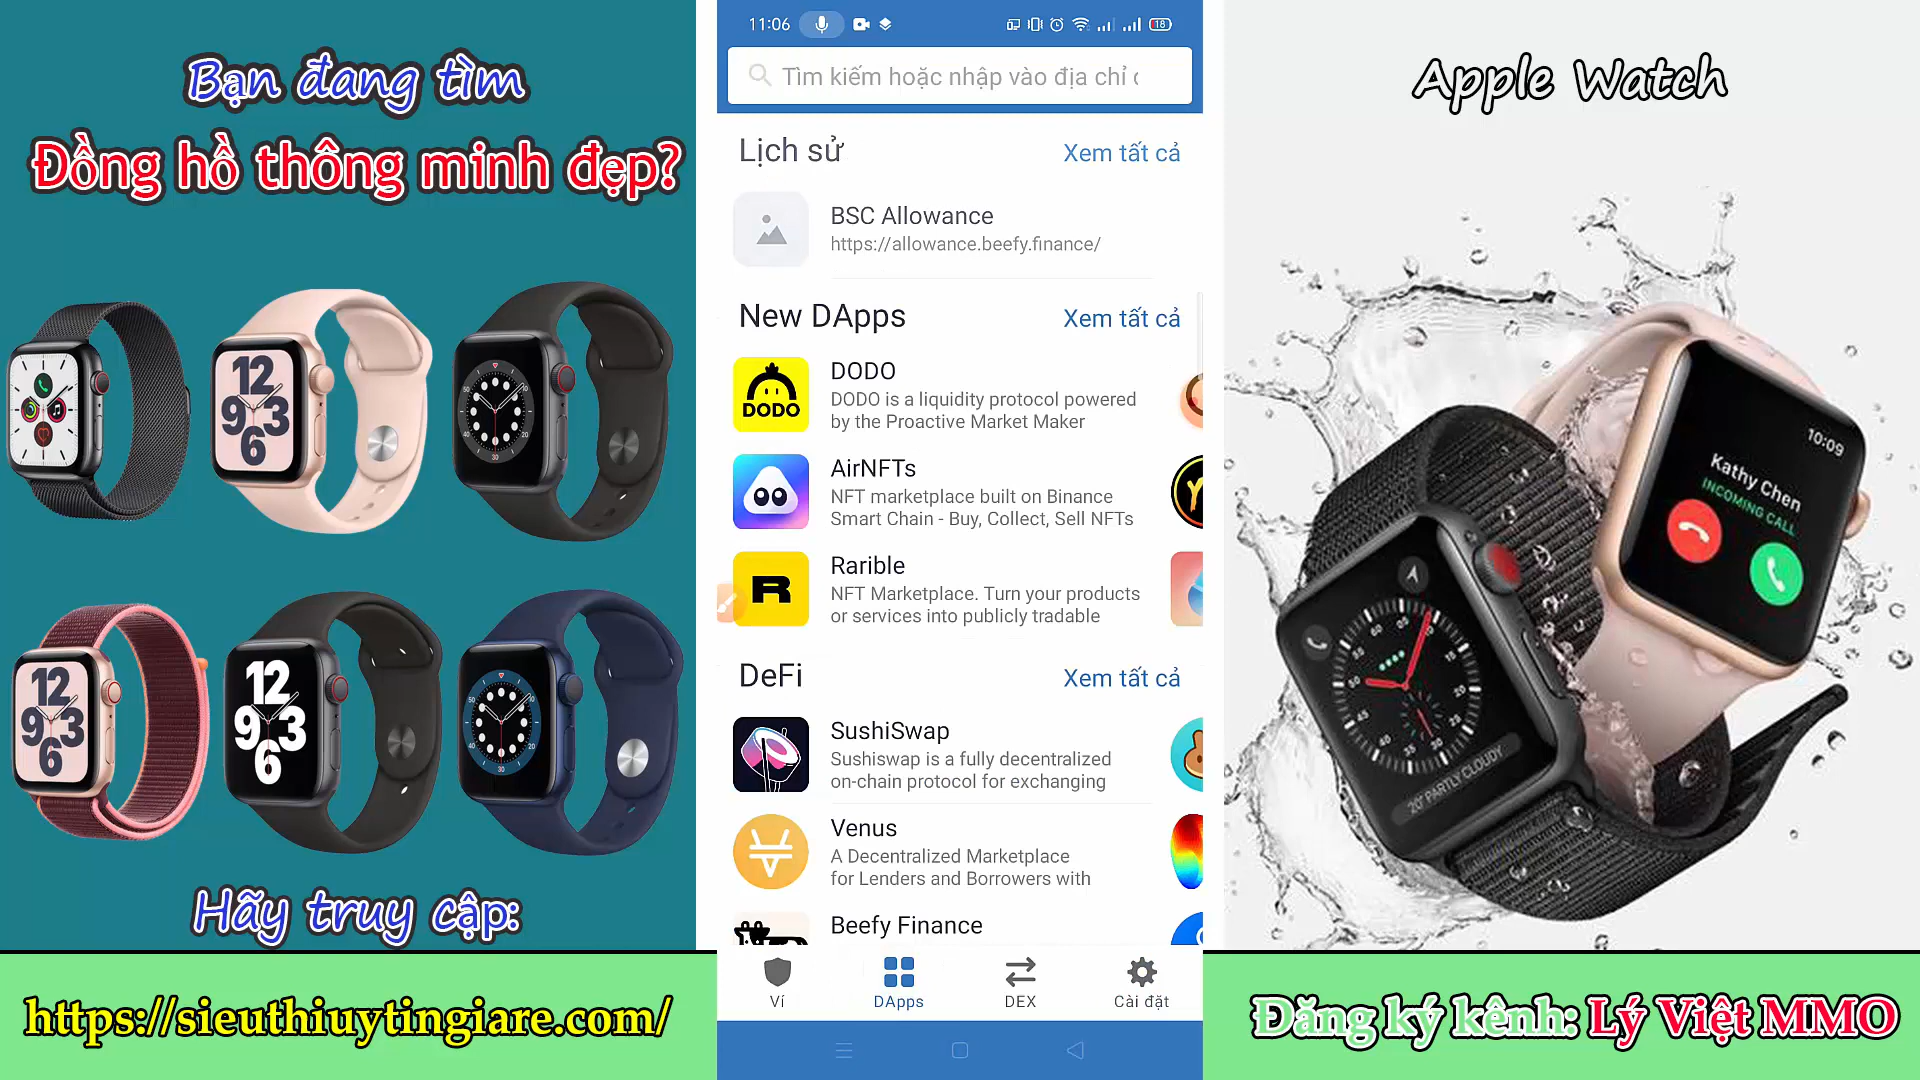 Bạn đang tìm
Đồng hồ thông minh đẹp?
Hãy truy cập:
https://sieuthiuytingiare.com/
11:06
18
Tìm kiếm hoặc nhập vào địa chỉ
Lịch sử
Xem tất cả
BSC Allowance
https://allowance.beefy.finance/
New DApps
Xem tất cả
DODO
DODO
DODO is a liquidity protocol powered
by the Proactive Market Maker
AirNFTs
NFT marketplace built on Binance
Smart Chain - Buy, Collect, Sell NFTs
Rarible
NFT Marketplace. Turn your products
or services into publicly tradable
DeFi
Xem tất cả
SushiSwap
Sushiswap is a fully decentralized
on-chain protocol for exchanging
Venus
A Decentralized Marketplace
for Lenders and Borrowers with
Beefy Finance
Ví
DApps
DEX
Cài đặt
Apple Watch
10:09
Kathy Chen
INCOMING CALL
20° PARTLY CLOUDY
Đăng ký kênh: Lý Việt MMO